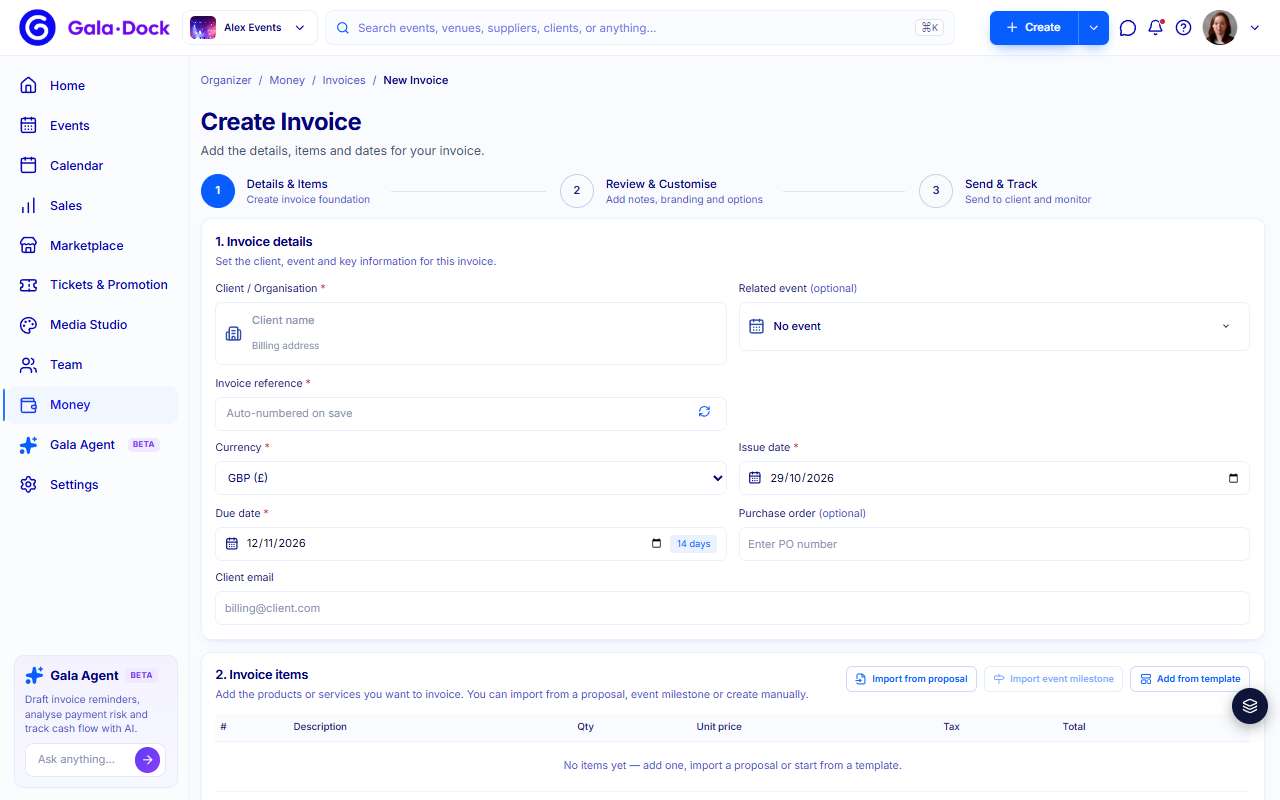 Gala·Dock
Alex Events
Search events, venues, suppliers, clients, or anything...
⌘K
+ Create
Home
Events
Calendar
Sales
Marketplace
Tickets & Promotion
Media Studio
Team
Money
Gala Agent BETA
Settings
Gala Agent BETA
Draft invoice reminders,
analyse payment risk and
track cash flow with AI.
Ask anything...
Organizer / Money / Invoices / New Invoice
Create Invoice
Add the details, items and dates for your invoice.
1
Details & Items
Create invoice foundation
2
Review & Customise
Add notes, branding and options
3
Send & Track
Send to client and monitor
1. Invoice details
Set the client, event and key information for this invoice.
Client / Organisation *
Client name
Billing address
Related event (optional)
No event
Invoice reference *
Auto-numbered on save
Currency *
GBP (£)
Issue date *
29/10/2026
Due date *
12/11/2026
14 days
Purchase order (optional)
Enter PO number
Client email
billing@client.com
2. Invoice items
Add the products or services you want to invoice. You can import from a proposal, event milestone or create manually.
Import from proposal
Import event milestone
Add from template
# Description Qty Unit price Tax Total
No items yet — add one, import a proposal or start from a template.